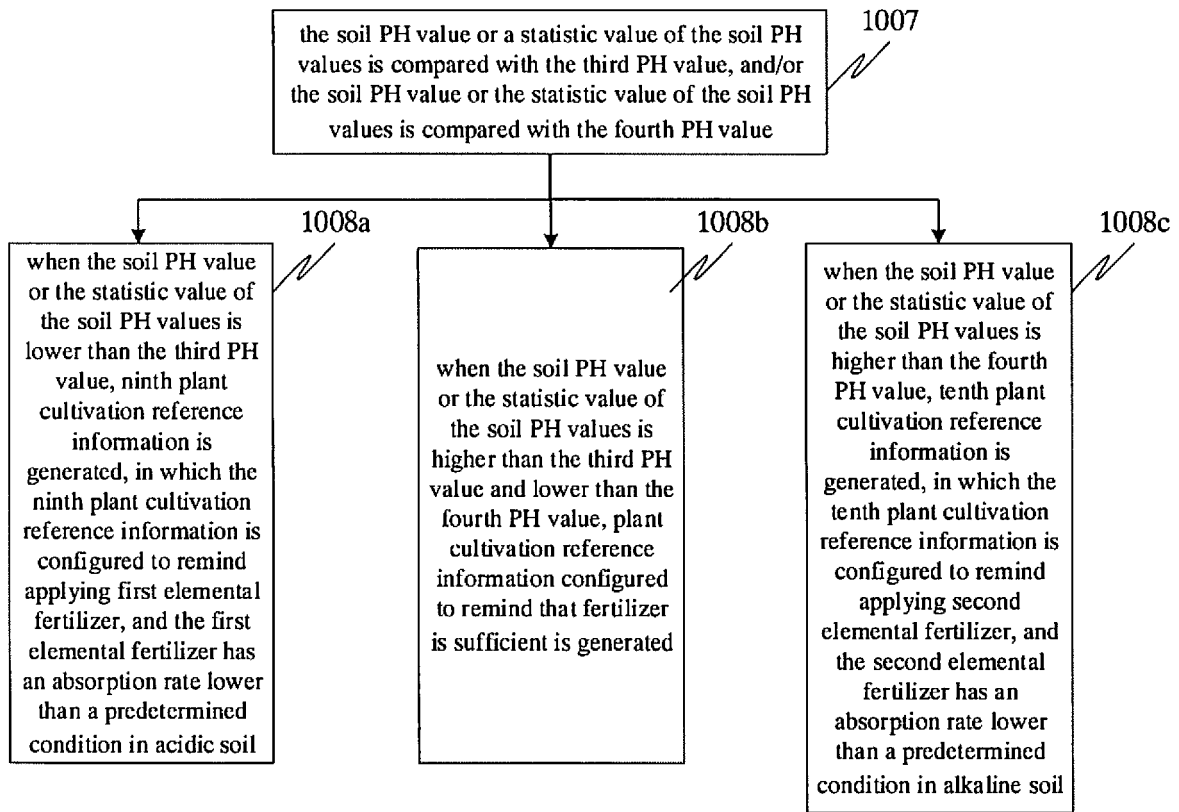 1007
the soil PH value or a statistic value of the soil PH
values is compared with the third PH value, and/or
the soil PH value or the statistic value of the soil PH
values is compared with the fourth PH value
1008a
when the soil PH value
or the statistic value of
the soil PH values is
lower than the third PH
value, ninth plant
cultivation reference
information is
generated, in which the
ninth plant cultivation
reference information is
configured to remind
applying first elemental
fertilizer, and the first
elemental fertilizer has
an absorption rate lower
than a predetermined
condition in acidic soil
1008b
when the soil PH value
or the statistic value of
the soil PH values is
higher than the third PH
value and lower than the
fourth PH value, plant
cultivation reference
information configured
to remind that fertilizer
is sufficient is generated
1008c
when the soil PH value
or the statistic value of
the soil PH values is
higher than the fourth
PH value, tenth plant
cultivation reference
information is
generated, in which the
tenth plant cultivation
reference information is
configured to remind
applying second
elemental fertilizer, and
the second elemental
fertilizer has an
absorption rate lower
than a predetermined
condition in alkaline soil